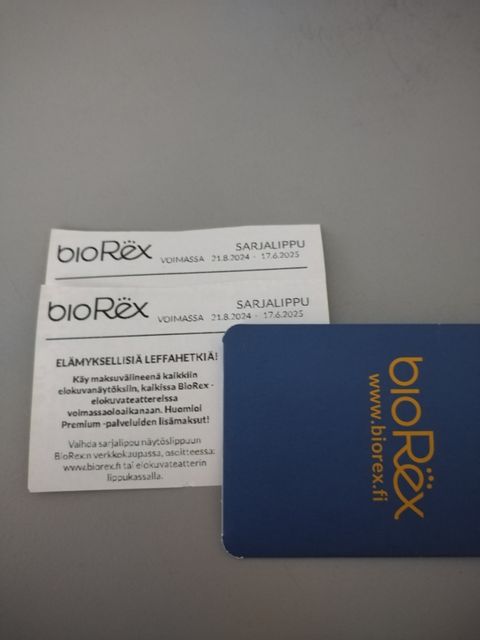 bioRëx
SARJALIPPU
VOIMASSA 21.8.2024 - 17.6.2025
bioRëx
SARJALIPPU
VOIMASSA 21.8.2024 - 17.6.2025
ELÄMYKSELLISIÄ LEFFAHETKIÄ!
Käy maksuvälineenä kaikkiin
elokuvanäytöksiin, kaikissa BioRex -
elokuvateattereissa
voimassaoloaikanaan. Huomioi
Premium -palveluiden lisämaksut!
Vaihda sarjalippu näytöslippuun
BioRex:n verkkokaupassa, osoitteessa:
www.biorex.fi tai elokuvateatterin
lippukassalla.
bioRëx
www.biorex.fi